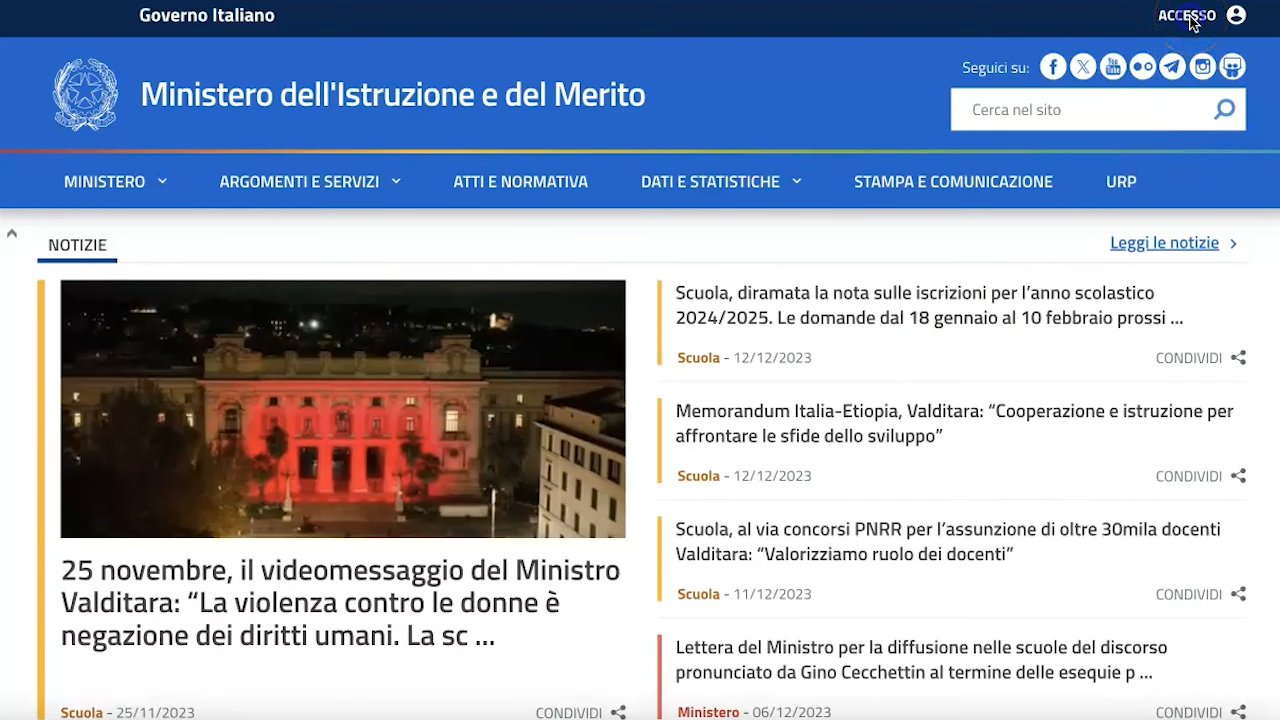 Governo Italiano
ACCESSO
Ministero dell'Istruzione e del Merito
Seguici su:
You
Tube
Cerca nel sito
MINISTERO
ARGOMENTI E SERVIZI
ATTI E NORMATIVA
DATI E STATISTICHE
STAMPA E COMUNICAZIONE
URP
NOTIZIE
Leggi le notizie
25 novembre, il videomessaggio del Ministro
Valditara: “La violenza contro le donne è
negazione dei diritti umani. La sc ...
Scuola - 25/11/2023
CONDIVIDI
Scuola, diramata la nota sulle iscrizioni per l’anno scolastico
2024/2025. Le domande dal 18 gennaio al 10 febbraio prossi ...
Scuola - 12/12/2023
CONDIVIDI
Memorandum Italia-Etiopia, Valditara: “Cooperazione e istruzione per
affrontare le sfide dello sviluppo”
Scuola - 12/12/2023
CONDIVIDI
Scuola, al via concorsi PNRR per l’assunzione di oltre 30mila docenti
Valditara: “Valorizziamo ruolo dei docenti”
Scuola - 11/12/2023
CONDIVIDI
Lettera del Ministro per la diffusione nelle scuole del discorso
pronunciato da Gino Cecchettin al termine delle esequie p ...
Ministero - 06/12/2023
CONDIVIDI